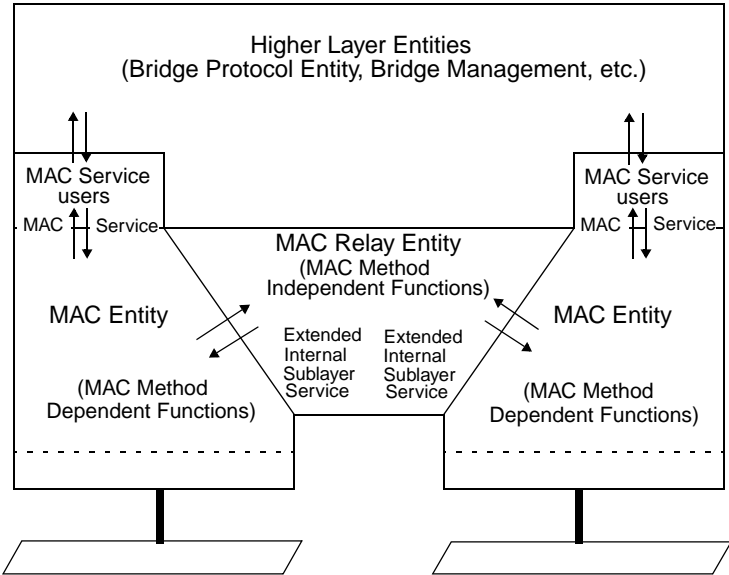 Higher Layer Entities
(Bridge Protocol Entity, Bridge Management, etc.)
MAC Service
users
MAC Service
MAC Service
users
MAC Service
MAC Relay Entity
(MAC Method
Independent Functions)
MAC Entity
(MAC Method
Dependent Functions)
Extended
Internal
Sublayer
Service
Extended
Internal
Sublayer
Service
MAC Entity
(MAC Method
Dependent Functions)